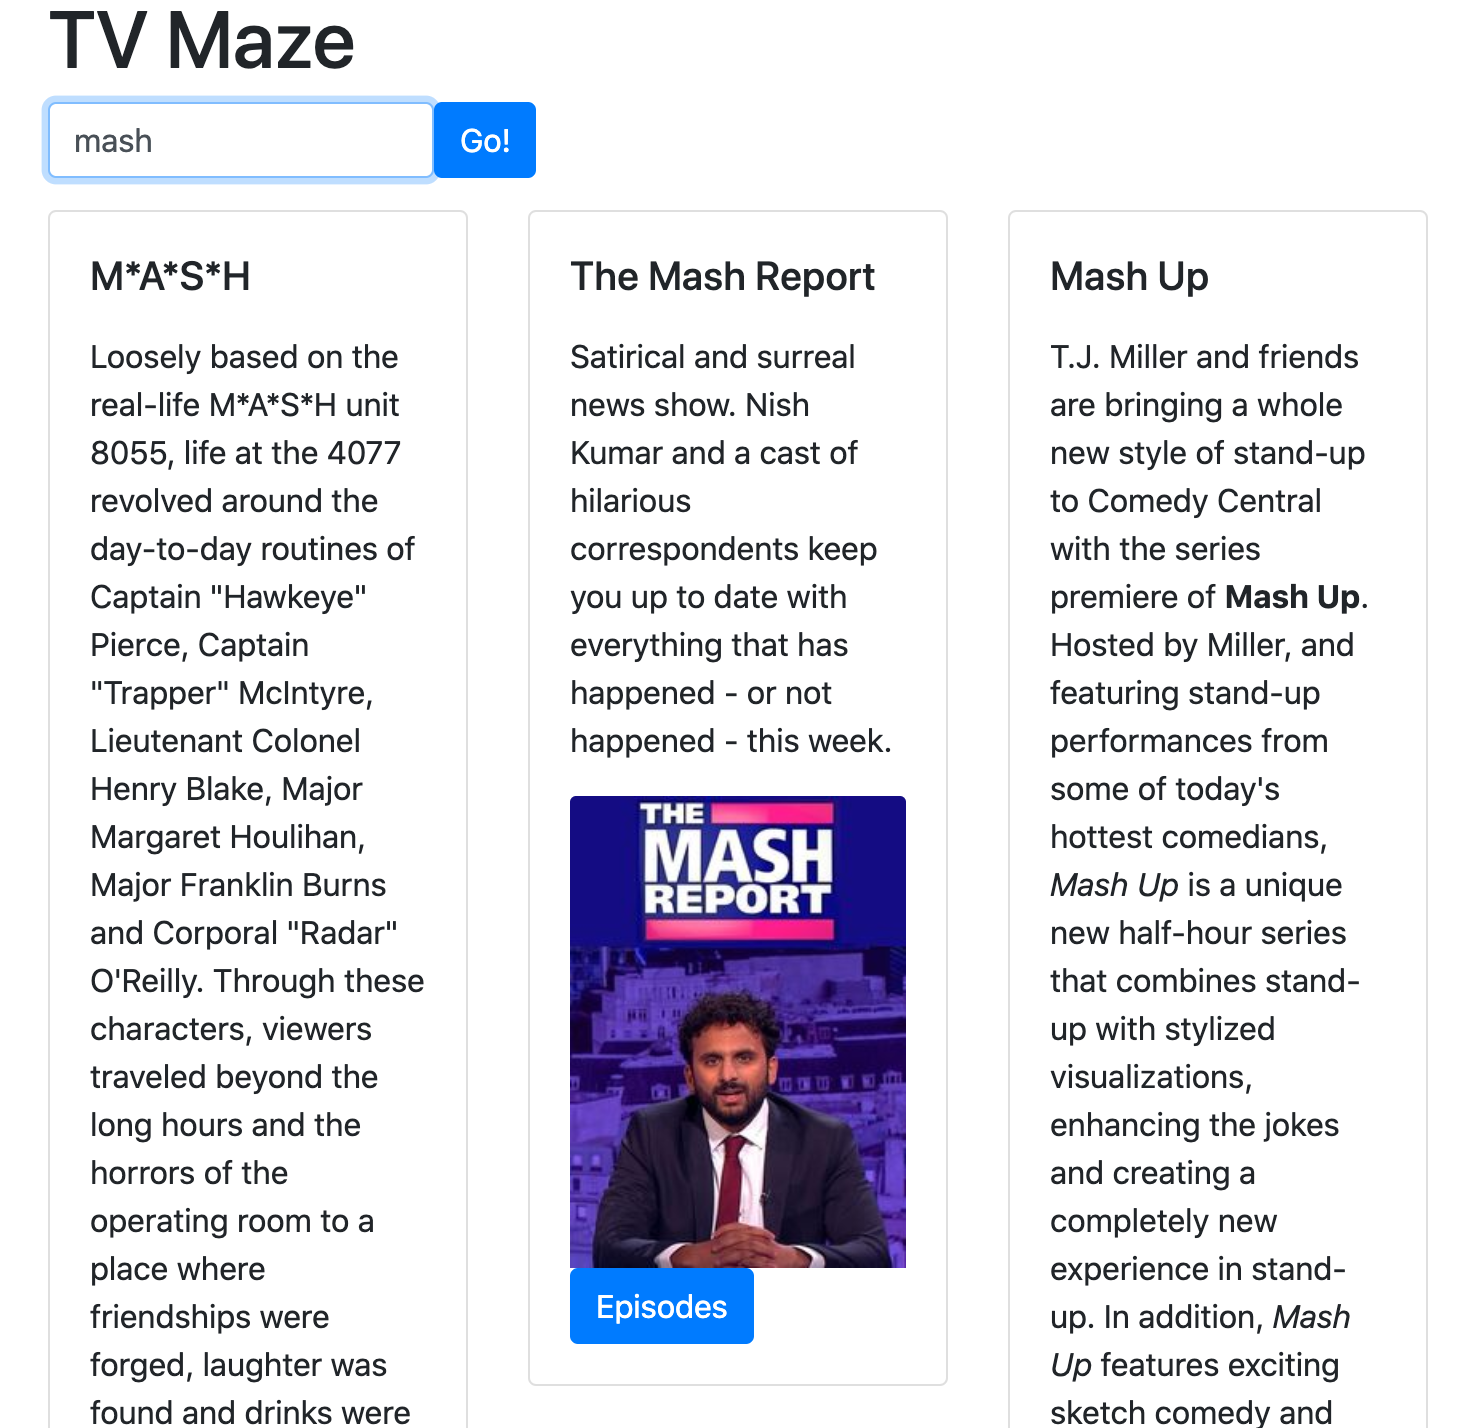 TV Maze
mash
Go!
M*A*S*H
Loosely based on the
real-life M*A*S*H unit
8055, life at the 4077
revolved around the
day-to-day routines of
Captain "Hawkeye"
Pierce, Captain
"Trapper" McIntyre,
Lieutenant Colonel
Henry Blake, Major
Margaret Houlihan,
Major Franklin Burns
and Corporal "Radar"
O'Reilly. Through these
characters, viewers
traveled beyond the
long hours and the
horrors of the
operating room to a
place where
friendships were
forged, laughter was
found and drinks were
The Mash Report
Satirical and surreal
news show. Nish
Kumar and a cast of
hilarious
correspondents keep
you up to date with
everything that has
happened - or not
happened - this week.
THE
MASH
REPORT
Episodes
Mash Up
T.J. Miller and friends
are bringing a whole
new style of stand-up
to Comedy Central
with the series
premiere of Mash Up.
Hosted by Miller, and
featuring stand-up
performances from
some of today's
hottest comedians,
Mash Up is a unique
new half-hour series
that combines stand-
up with stylized
visualizations,
enhancing the jokes
and creating a
completely new
experience in stand-
up. In addition, Mash
Up features exciting
sketch comedy and